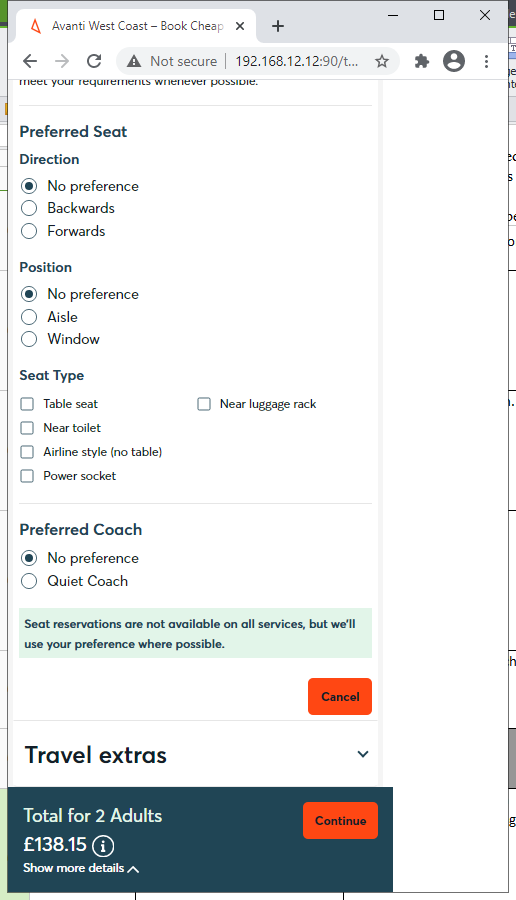 Avanti West Coast – Book Cheap
Not secure
192.168.12.12:90/t...
meet your requirements whenever possible.
Preferred Seat
Direction
No preference
Backwards
Forwards
Position
No preference
Aisle
Window
Seat Type
Table seat
Near luggage rack
Near toilet
Airline style (no table)
Power socket
Preferred Coach
No preference
Quiet Coach
Seat reservations are not available on all services, but we'll
use your preference where possible.
Cancel
Travel extras
Total for 2 Adults
£138.15
Continue
Show more details